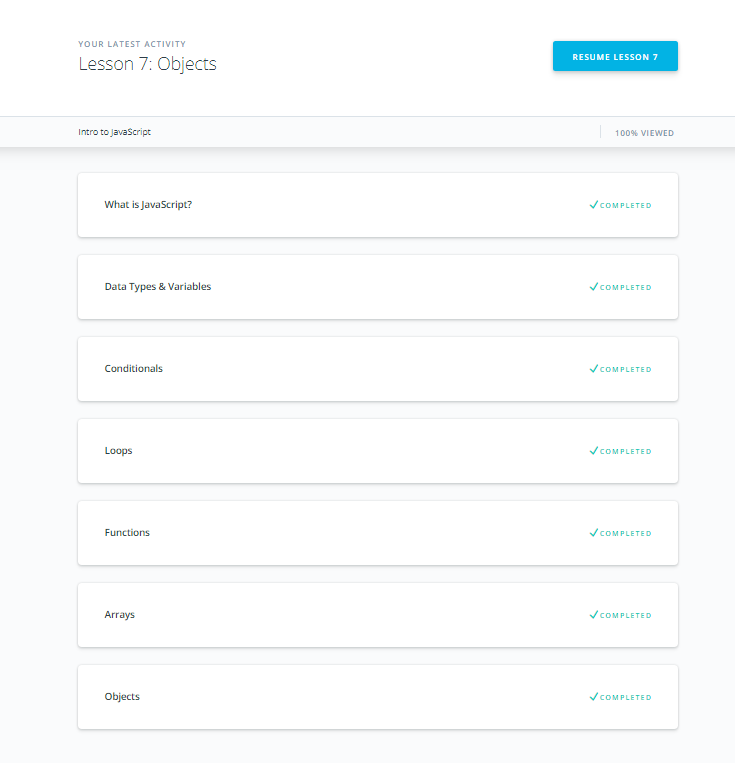 YOUR LATEST ACTIVITY
Lesson 7: Objects
RESUME LESSON 7
Intro to JavaScript
100% VIEWED
What is JavaScript?
COMPLETED
Data Types & Variables
COMPLETED
Conditionals
COMPLETED
Loops
COMPLETED
Functions
COMPLETED
Arrays
COMPLETED
Objects
COMPLETED